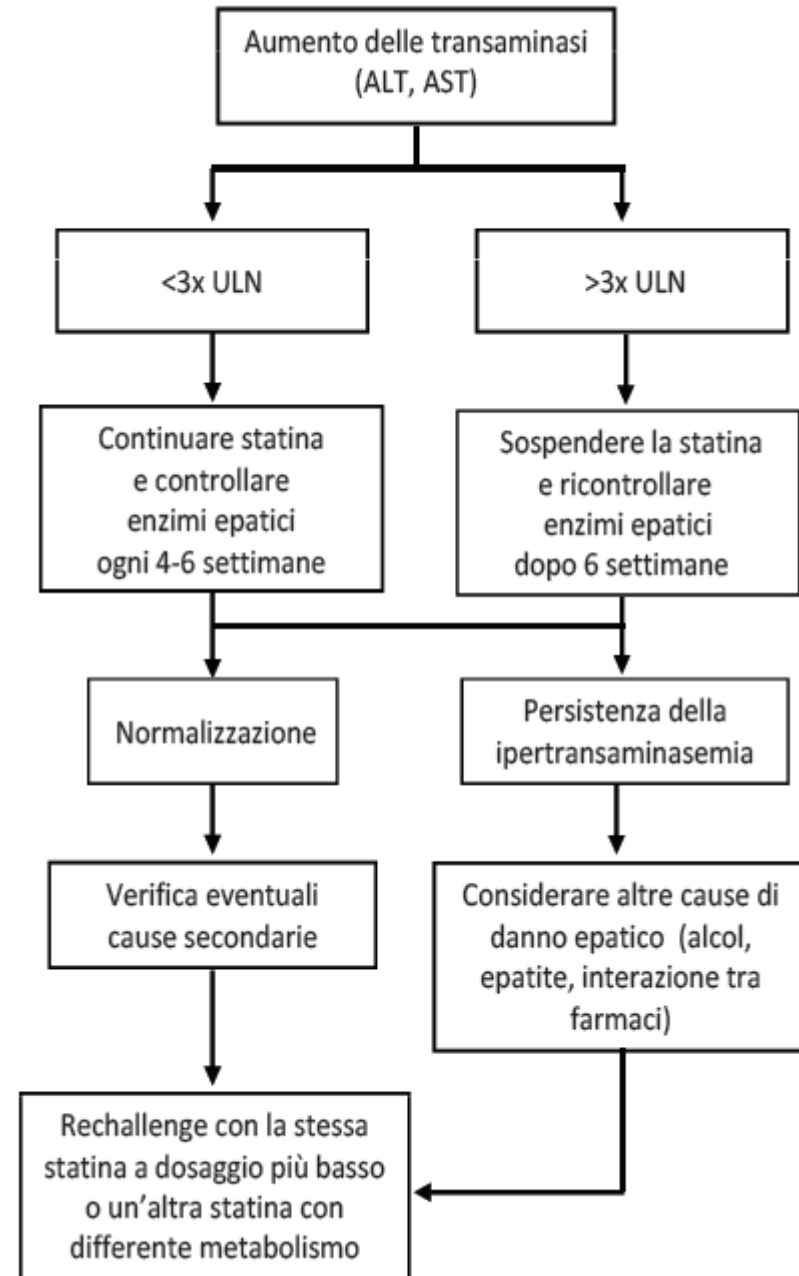 Aumento delle transaminasi
(ALT, AST)
<3x ULN
>3x ULN
Continuare statina
e controllare
enzimi epatici
ogni 4-6 settimane
Sospendere la statina
e ricontrollare
enzimi epatici
dopo 6 settimane
Normalizzazione
Persistenza della
ipertransaminasemia
Verifica eventuali
cause secondarie
Considerare altre cause di
danno epatico (alcol,
epatite, interazione tra
farmaci)
Rechallenge con la stessa
statina a dosaggio più basso
o un'altra statina con
differente metabolismo